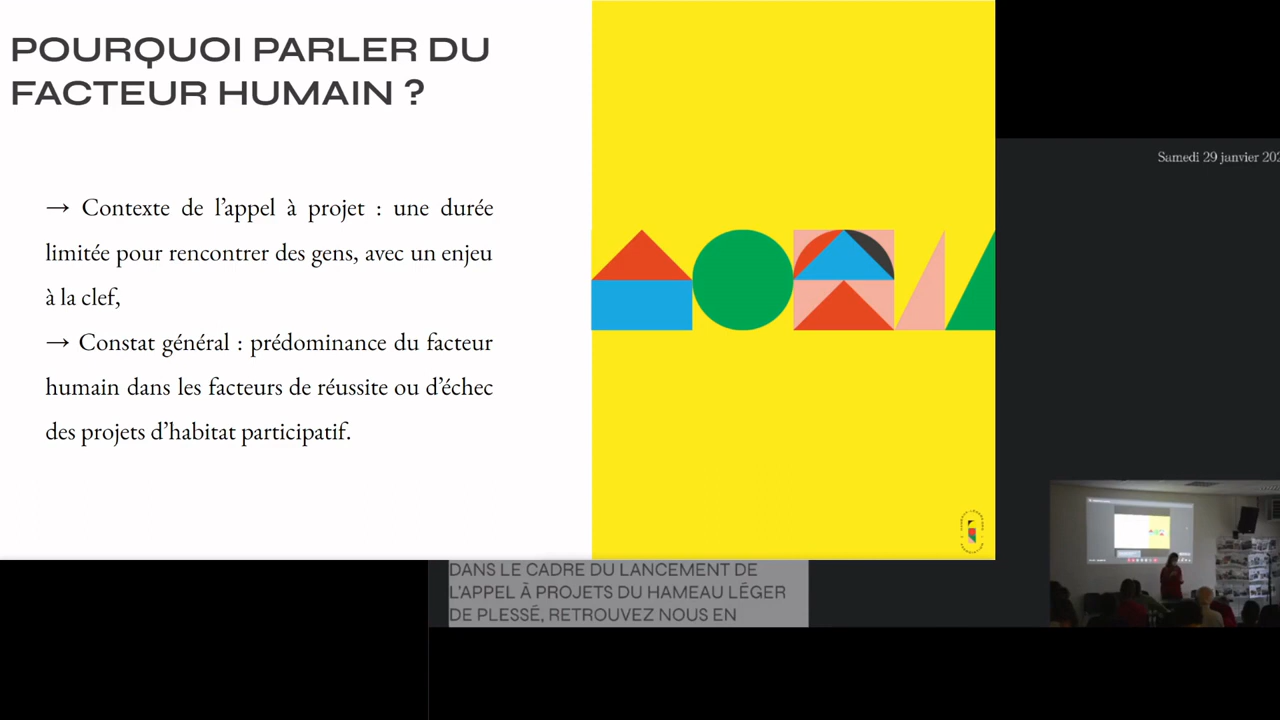 POURQUOI PARLER DU
FACTEUR HUMAIN ?
→ Contexte de l’appel à projet : une durée
limitée pour rencontrer des gens, avec un enjeu
à la clef,
→ Constat général : prédominance du facteur
humain dans les facteurs de réussite ou d’échec
des projets d’habitat participatif.
Samedi 29 janvier 202
DANS LE CADRE DU LANCEMENT DE
L’APPEL À PROJETS DU HAMEAU LÉGER
DE PLESSÉ, RETROUVEZ NOUS EN